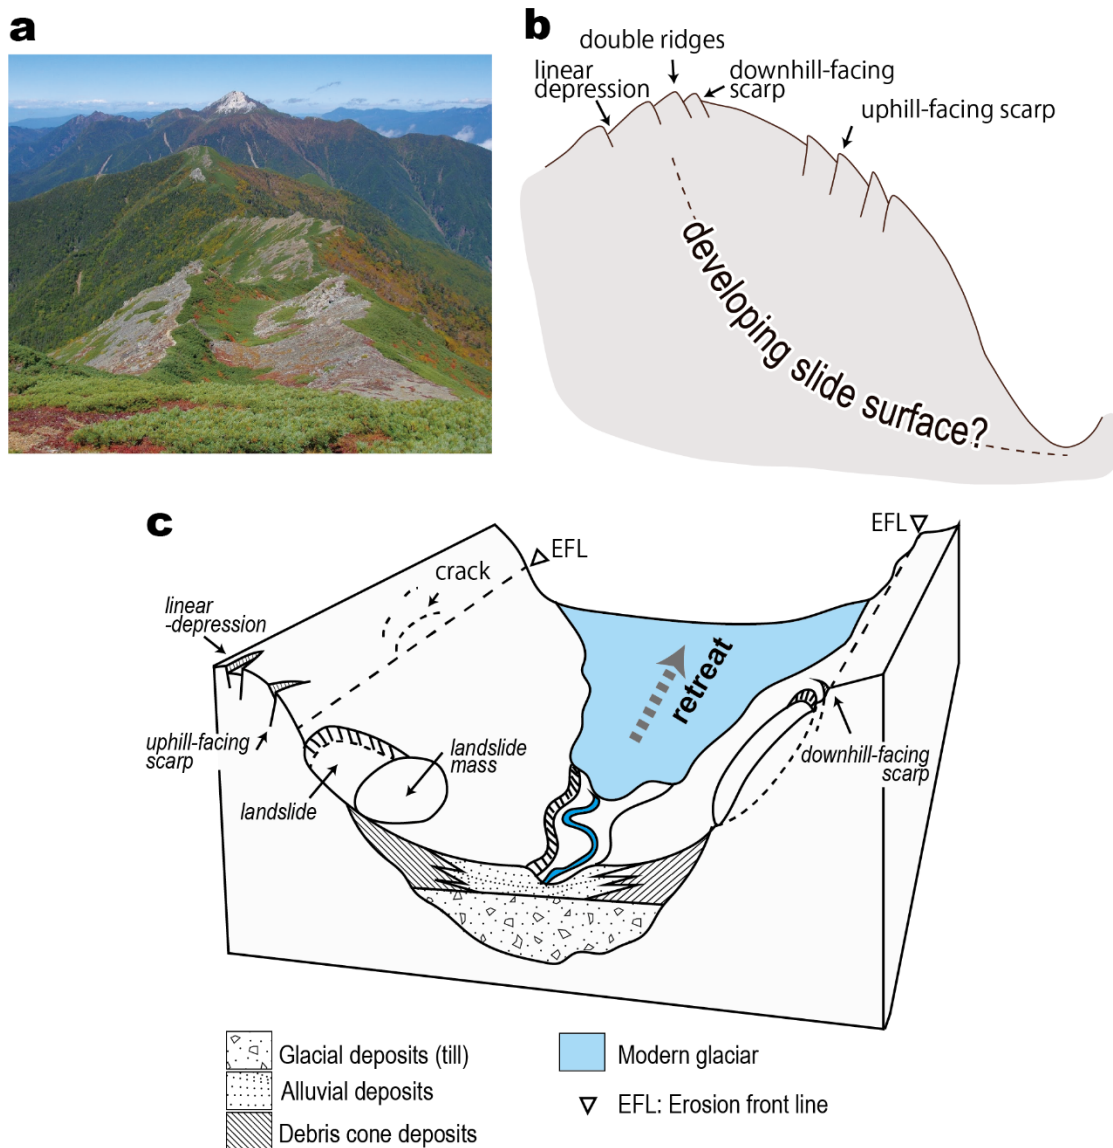 a
b
double ridges
linear
depression
downhill-facing
scarp
uphill-facing scarp
developing slide surface?
c
EFL
EFL
crack
linear
-depression
retreat
uphill-facing
scarp
landslide
mass
landslide
downhill-facing
scarp
Glacial deposits (till)
Alluvial deposits
Debris cone deposits
Modern glaciar
EFL: Erosion front line